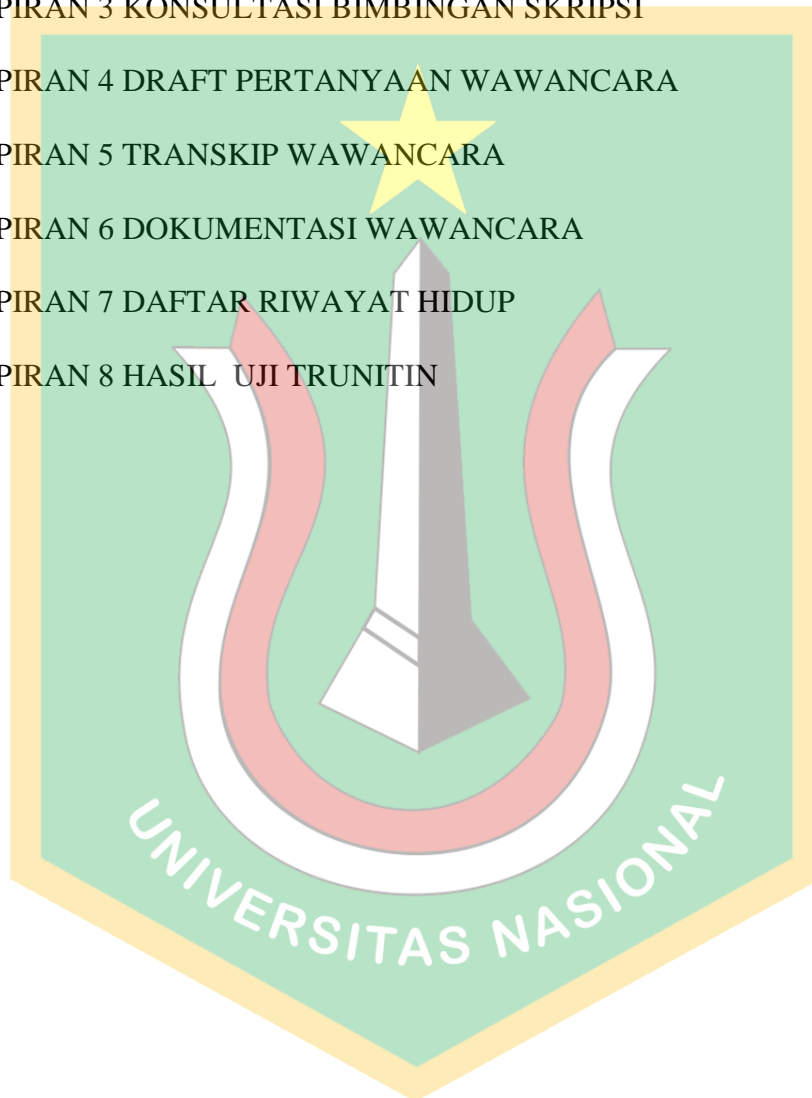 PIRAN 3 KONSULTASI BIMBINGAN SKRIPSI
PIRAN 4 DRAFT PERTANYAAN WAWANCARA
PIRAN 5 TRANSKIP WAWANCARA
PIRAN 6 DOKUMENTASI WAWANCARA
PIRAN 7 DAFTAR RIWAYAT HIDUP
PIRAN 8 HASIL UJI TRUNITIN
UNIVERSITAS NASIONAL